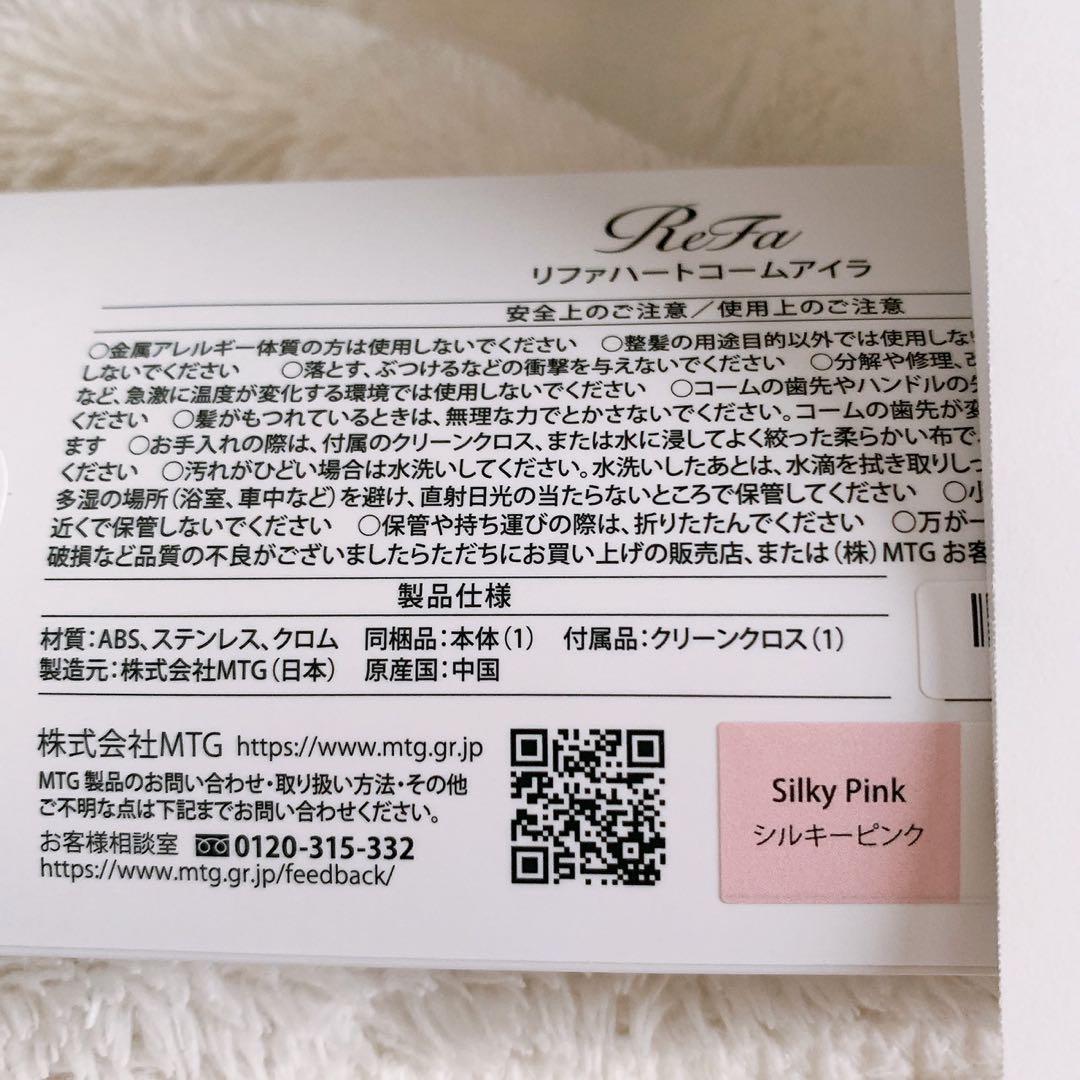 ReFa
リファハートコームアイラ
安全上のご注意／使用上のご注意
○金属アレルギー体質の方は使用しないでください ○整髪の用途目的以外では使用しない
しないでください ○落とす、ぶつけるなどの衝撃を与えないでください ○分解や修理、改
など、急激に温度が変化する環境では使用しないでください ○コームの歯先やハンドルの先
ください ○髪がもつれているときは、無理な力でとかさないでください。コームの歯先が変
ます ○お手入れの際は、付属のクリーンクロス、または水に浸してよく絞った柔らかい布で
ください ○汚れがひどい場合は水洗いしてください。水洗いしたあとは、水滴を拭き取りしっ
多湿の場所（浴室、車中など）を避け、直射日光の当たらないところで保管してください ○小
近くで保管しないでください ○保管や持ち運びの際は、折りたたんでください ○万が一
破損など品質の不良がございましたらただちにお買い上げの販売店、または（株）MTG お客
製品仕様
材質：ABS、ステンレス、クロム 同梱品：本体（1） 付属品：クリーンクロス（1）
製造元：株式会社MTG（日本） 原産国：中国
株式会社MTG https://www.mtg.gr.jp
MTG 製品のお問い合わせ・取り扱い方法・その他
ご不明な点は下記までお問い合わせください。
お客様相談室 0120-315-332
https://www.mtg.gr.jp/feedback/
Silky Pink
シルキーピンク